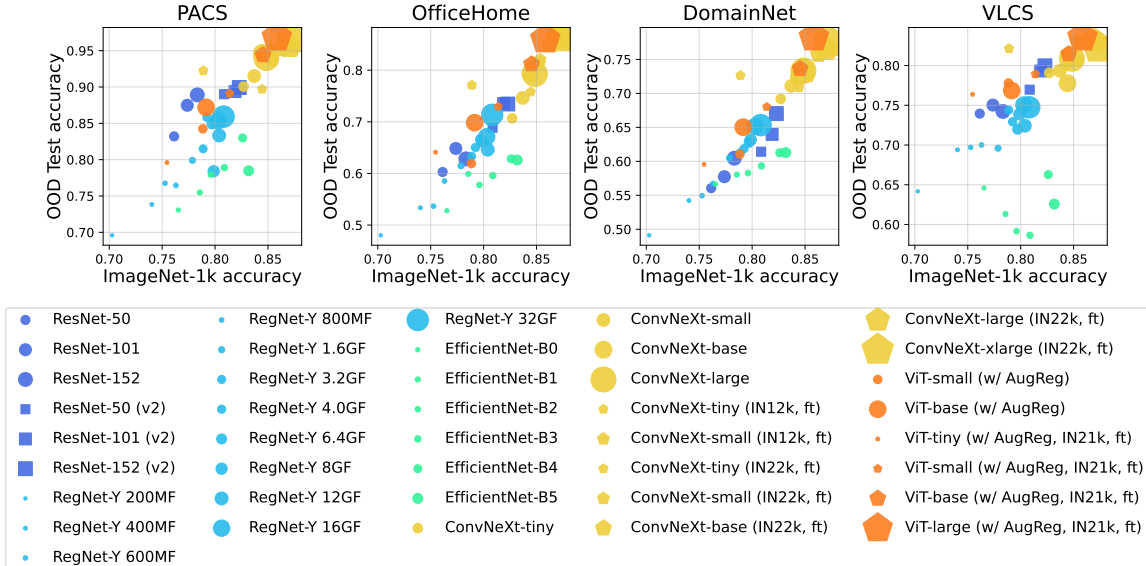 PACS
OfficeHome
DomainNet
VLCS
OOD Test accuracy
0.95
0.90
0.85
0.80
0.75
0.70
0.70 0.75 0.80 0.85
ImageNet-1k accuracy
OOD Test accuracy
0.8
0.7
0.6
0.5
0.70 0.75 0.80 0.85
ImageNet-1k accuracy
OOD Test accuracy
0.75
0.70
0.65
0.60
0.55
0.50
0.70 0.75 0.80 0.85
ImageNet-1k accuracy
OOD Test accuracy
0.80
0.75
0.70
0.65
0.60
0.70 0.75 0.80 0.85
ImageNet-1k accuracy
ResNet-50
ResNet-101
ResNet-152
ResNet-50 (v2)
ResNet-101 (v2)
ResNet-152 (v2)
RegNet-Y 200MF
RegNet-Y 400MF
RegNet-Y 600MF
RegNet-Y 800MF
RegNet-Y 1.6GF
RegNet-Y 3.2GF
RegNet-Y 4.0GF
RegNet-Y 6.4GF
RegNet-Y 8GF
RegNet-Y 12GF
RegNet-Y 16GF
RegNet-Y 32GF
EfficientNet-B0
EfficientNet-B1
EfficientNet-B2
EfficientNet-B3
EfficientNet-B4
EfficientNet-B5
ConvNeXt-tiny
ConvNeXt-small
ConvNeXt-base
ConvNeXt-large
ConvNeXt-tiny (IN12k, ft)
ConvNeXt-small (IN12k, ft)
ConvNeXt-tiny (IN22k, ft)
ConvNeXt-small (IN22k, ft)
ConvNeXt-base (IN22k, ft)
ConvNeXt-large (IN22k, ft)
ConvNeXt-xlarge (IN22k, ft)
ViT-small (w/ AugReg)
ViT-base (w/ AugReg)
ViT-tiny (w/ AugReg, IN21k, ft)
ViT-small (w/ AugReg, IN21k, ft)
ViT-base (w/ AugReg, IN21k, ft)
ViT-large (w/ AugReg, IN21k, ft)